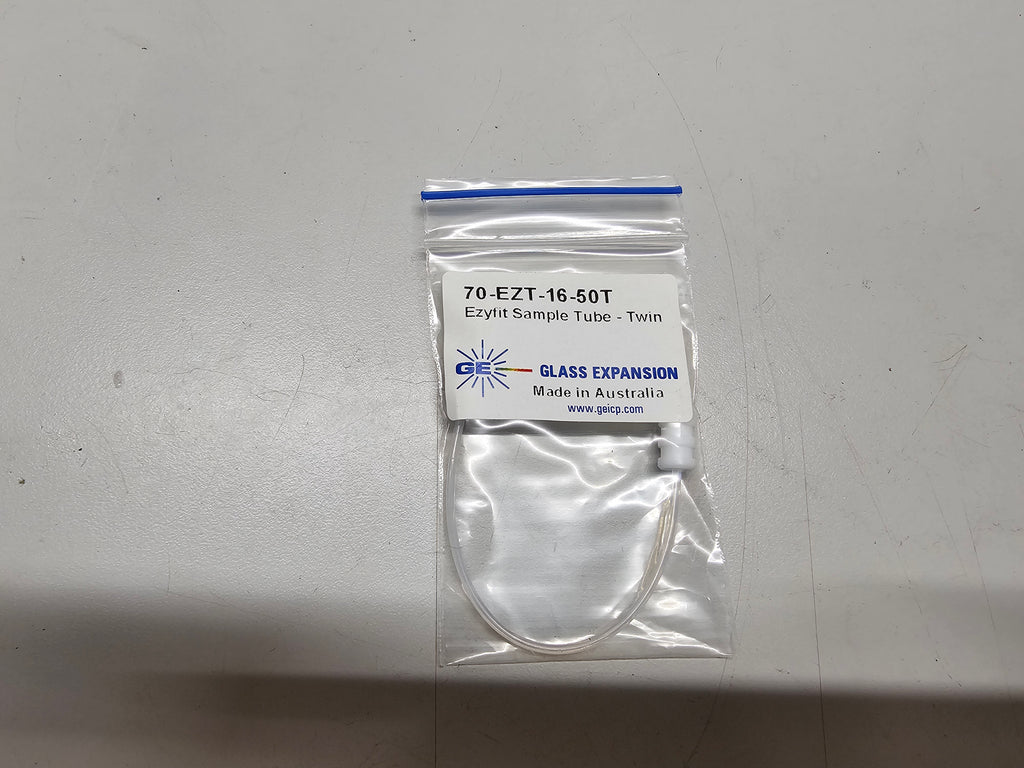 70-EZT-16-50T
Ezyfit Sample Tube - Twin
GE
GLASS EXPANSION
Made in Australia
www.geicp.com